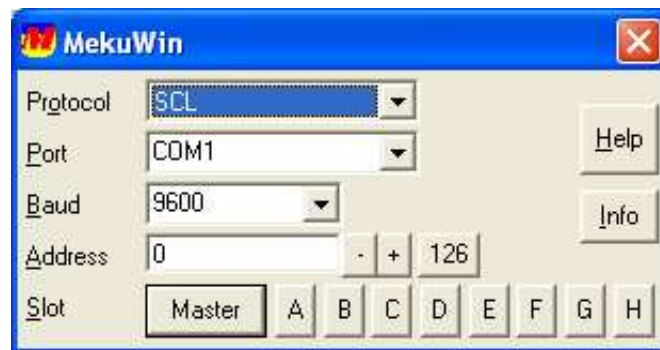 MekuWin
Protocol SCL
Help
Port COM1
Baud 9600
Info
Address 0 - + 126
Slot Master A B C D E F G H